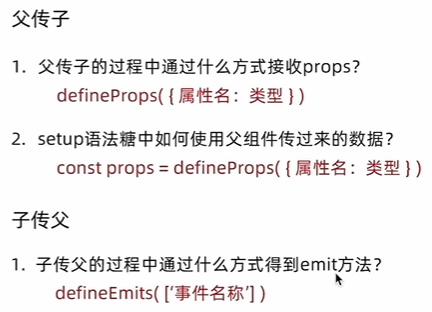 父传子
1. 父传子的过程中通过什么方式接收props？
defineProps( { 属性名：类型 } )
2. setup语法糖中如何使用父组件传过来的数据？
const props = defineProps( { 属性名：类型 } )
子传父
1. 子传父的过程中通过什么方式得到emit方法？
defineEmits( [‘事件名称’] )